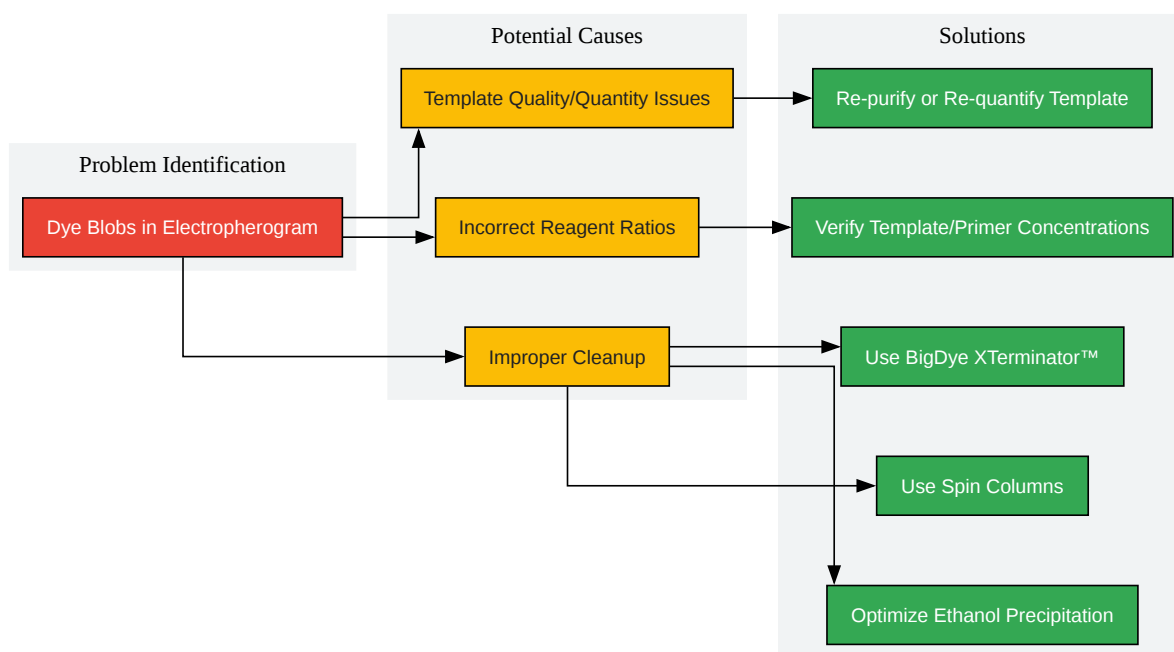 Potential Causes
Solutions
Template Quality/Quantity Issues
Re-purify or Re-quantify Template
Problem Identification
Dye Blobs in Electropherogram
Incorrect Reagent Ratios
Verify Template/Primer Concentrations
Improper Cleanup
Use BigDye XTerminator™
Use Spin Columns
Optimize Ethanol Precipitation